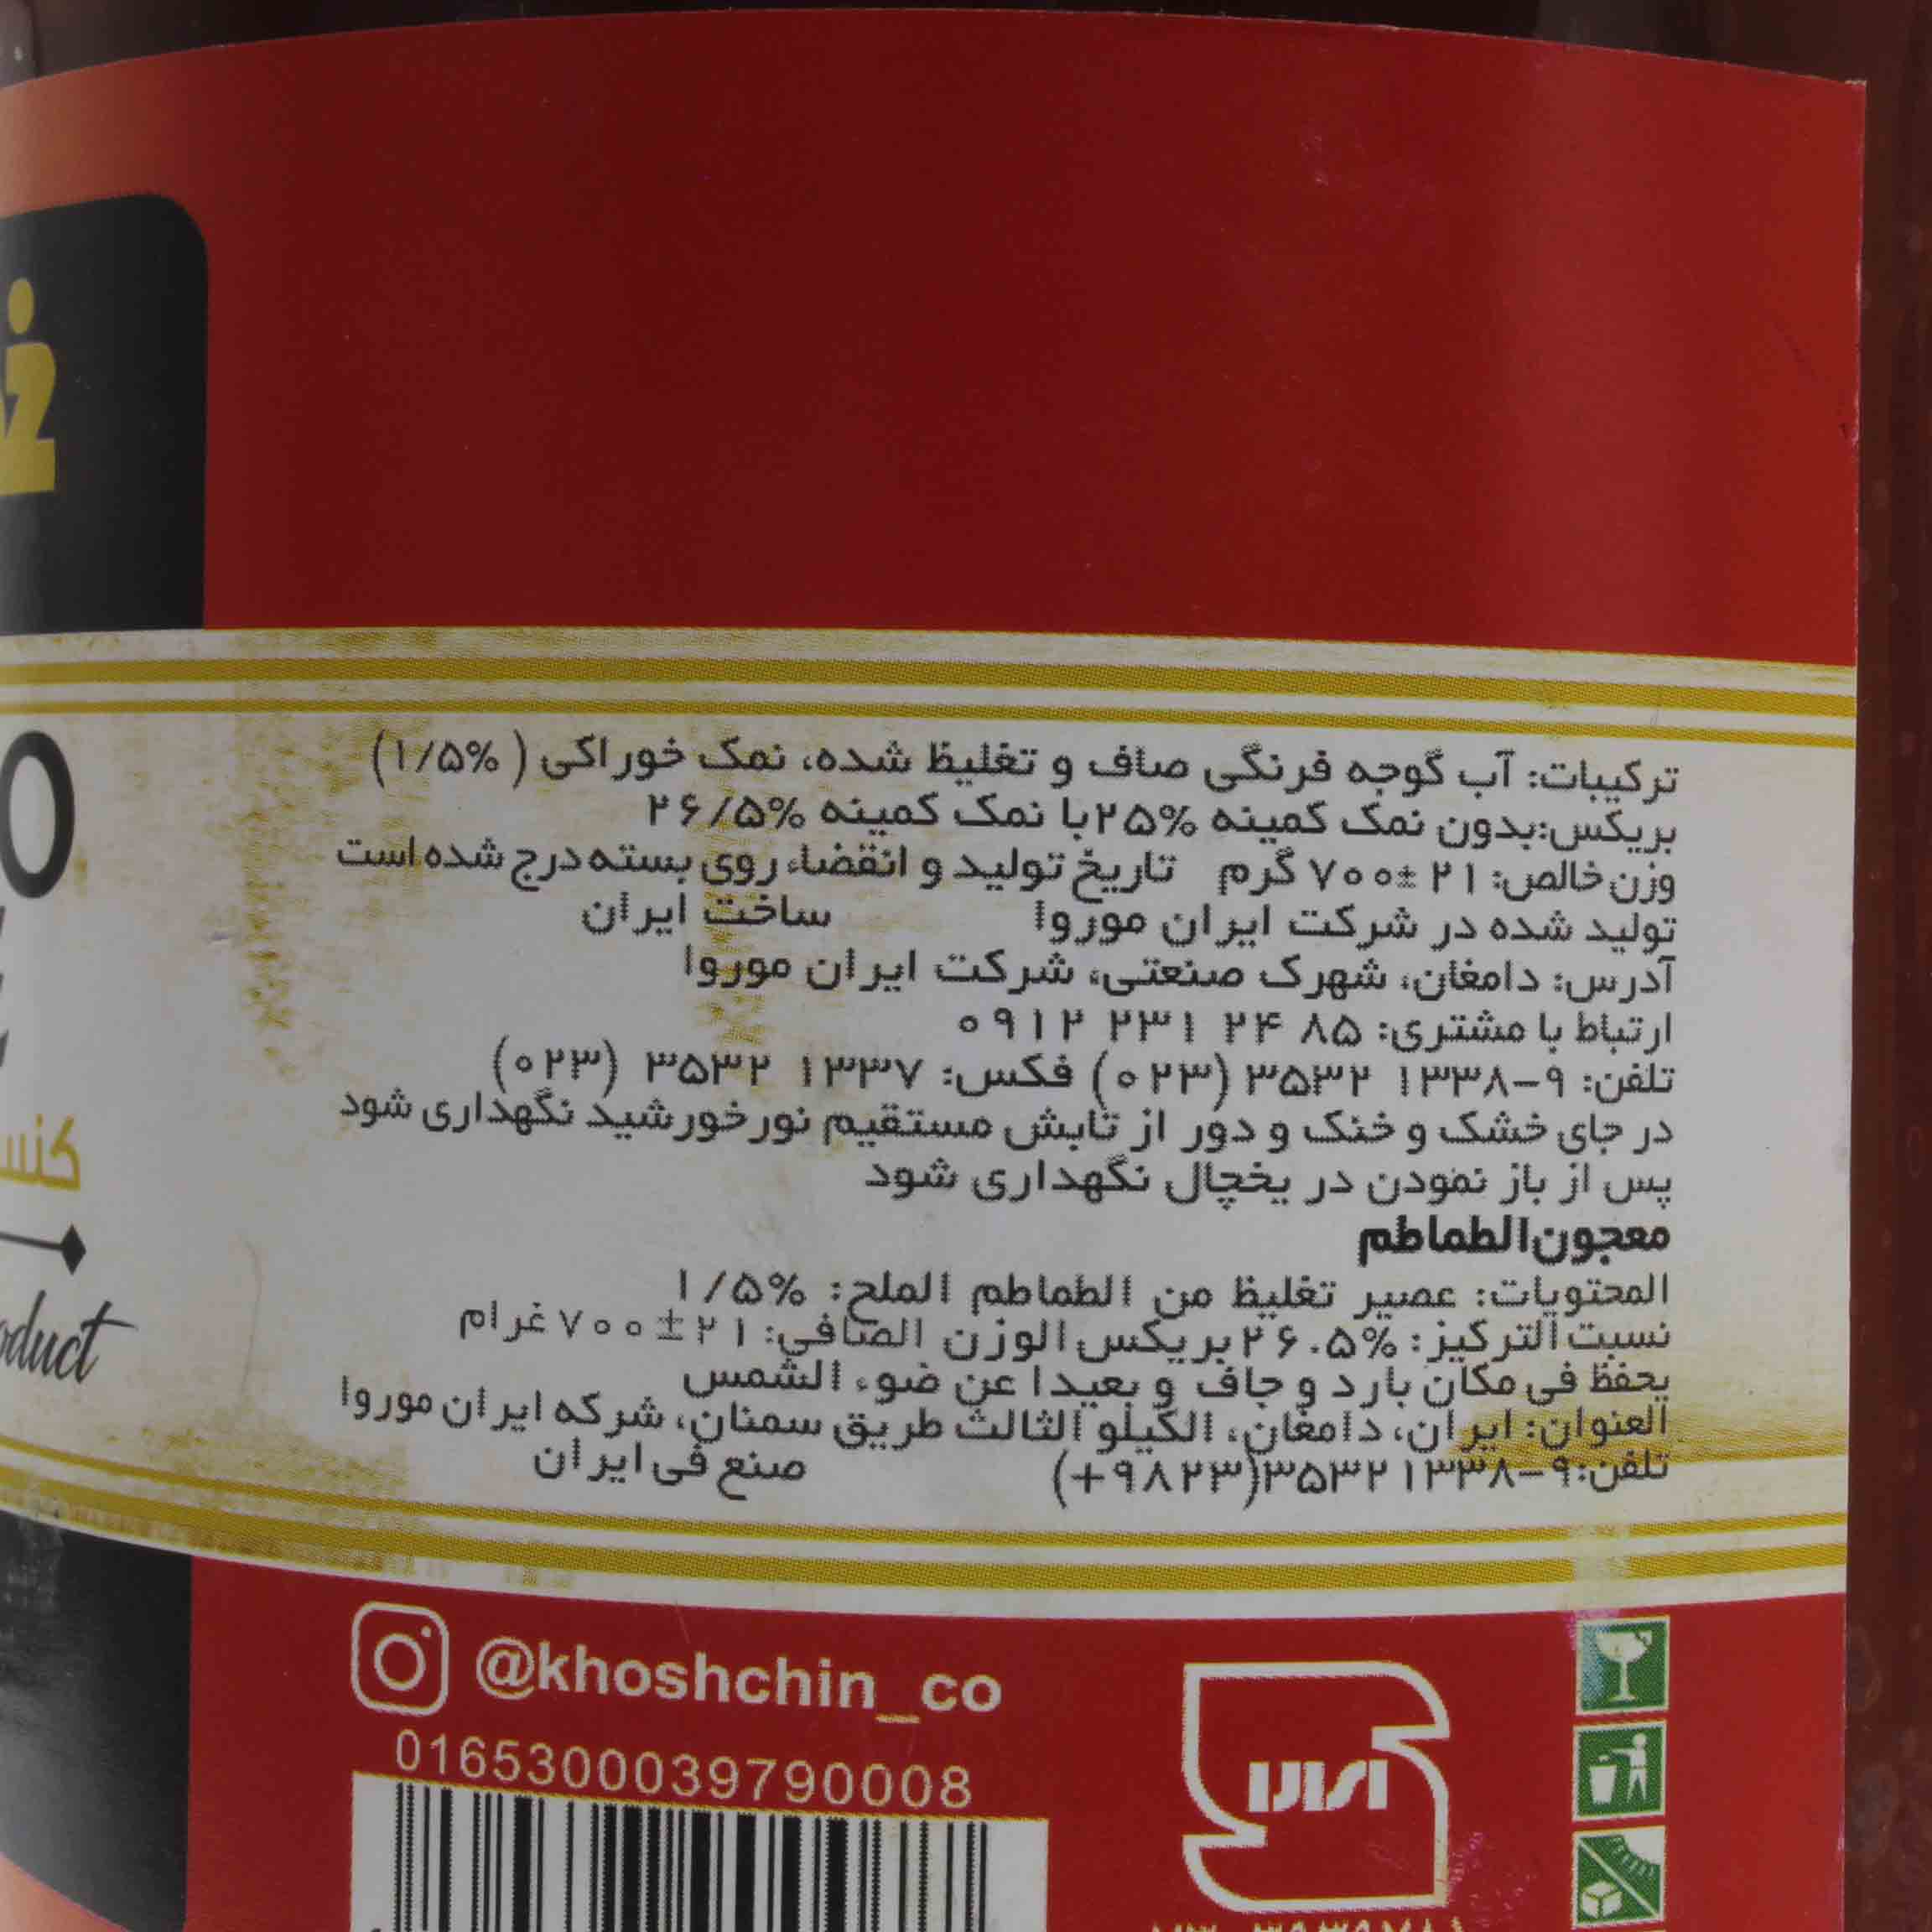 ترکیبات: آب گوجه فرنگی صاف و تغلیظ شده، نمک خوراکی ( ۱/۵%)
بریکس:بدون نمک کمینه ۲۵%با نمک کمینه ۲۶/۵%
وزن خالص: ۲۱±۷۰۰ گرم تاریخ تولید و انقضاء روی بسته درج شده است
تولید شده در شرکت ایران موروا ساخت ایران
آدرس: دامغان، شهرک صنعتی، شرکت ایران موروا
ارتباط با مشتری: ۰۹۱۲ ۲۳۱ ۲۴ ۸۵
تلفن: ۹-۱۳۳۸ ۳۵۳۲ (۰۲۳) فکس: ۱۳۳۷ ۳۵۳۲ (۰۲۳)
در جای خشک و خنک و دور از تابش مستقیم نور خورشید نگهداری شود
پس از باز نمودن در یخچال نگهداری شود
معجون الطماطم
المحتویات: عصیر تغلیظ من الطماطم الملح: ۱/۵%
نسبت الترکیز: ۲۶.۵% بریکس الوزن الصافی: ۲۱±۷۰۰ غرام
یحفظ فی مکان بارد و جاف و بعیدا عن ضوء الشمس
العنوان: ایران، دامغان، الکیلو الثالث طریق سمنان، شرکه ایران موروا
تلفن:۹-۳۵۳۲۱۳۳۸(۹۸۲۳+) صنع فی ایران
@khoshchin_co
0165300039790008
duct